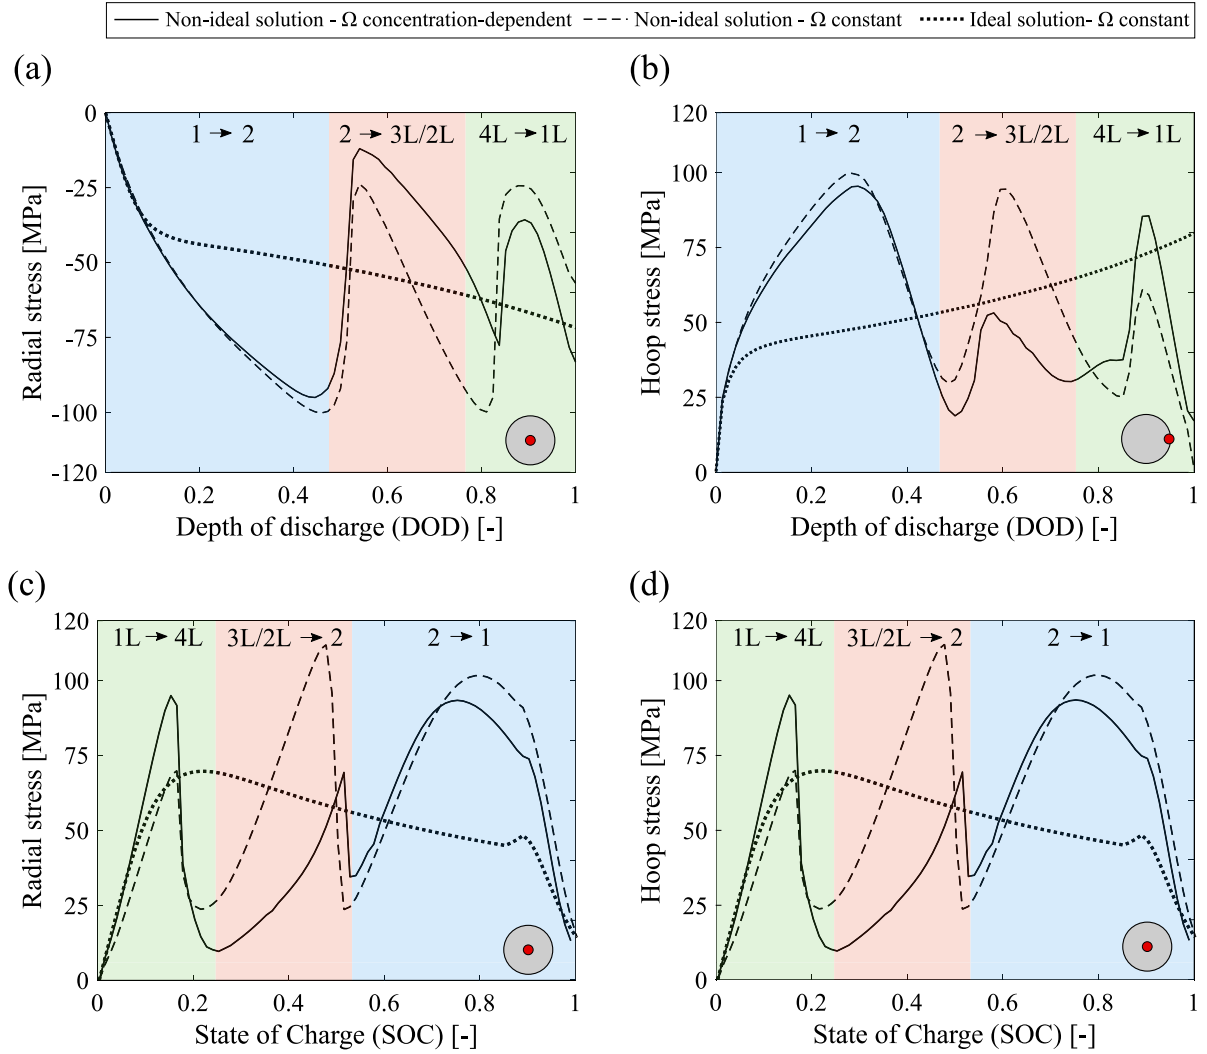 Non-ideal solution - Ω concentration-dependent Non-ideal solution - Ω constant Ideal solution- Ω constant
(a)
0
-25
-50
-75
-100
-120
Radial stress [MPa]
1 → 2
2 → 3L/2L
4L → 1L
0 0.2 0.4 0.6 0.8 1
Depth of discharge (DOD) [-]
(b)
120
100
75
50
25
0
Hoop stress [MPa]
1 → 2
2 → 3L/2L
4L → 1L
0 0.2 0.4 0.6 0.8 1
Depth of discharge (DOD) [-]
(c)
120
100
75
50
25
0
Radial stress [MPa]
1L → 4L
3L/2L → 2
2 → 1
0 0.2 0.4 0.6 0.8 1
State of Charge (SOC) [-]
(d)
120
100
75
50
25
0
Hoop stress [MPa]
1L → 4L
3L/2L → 2
2 → 1
0 0.2 0.4 0.6 0.8 1
State of Charge (SOC) [-]